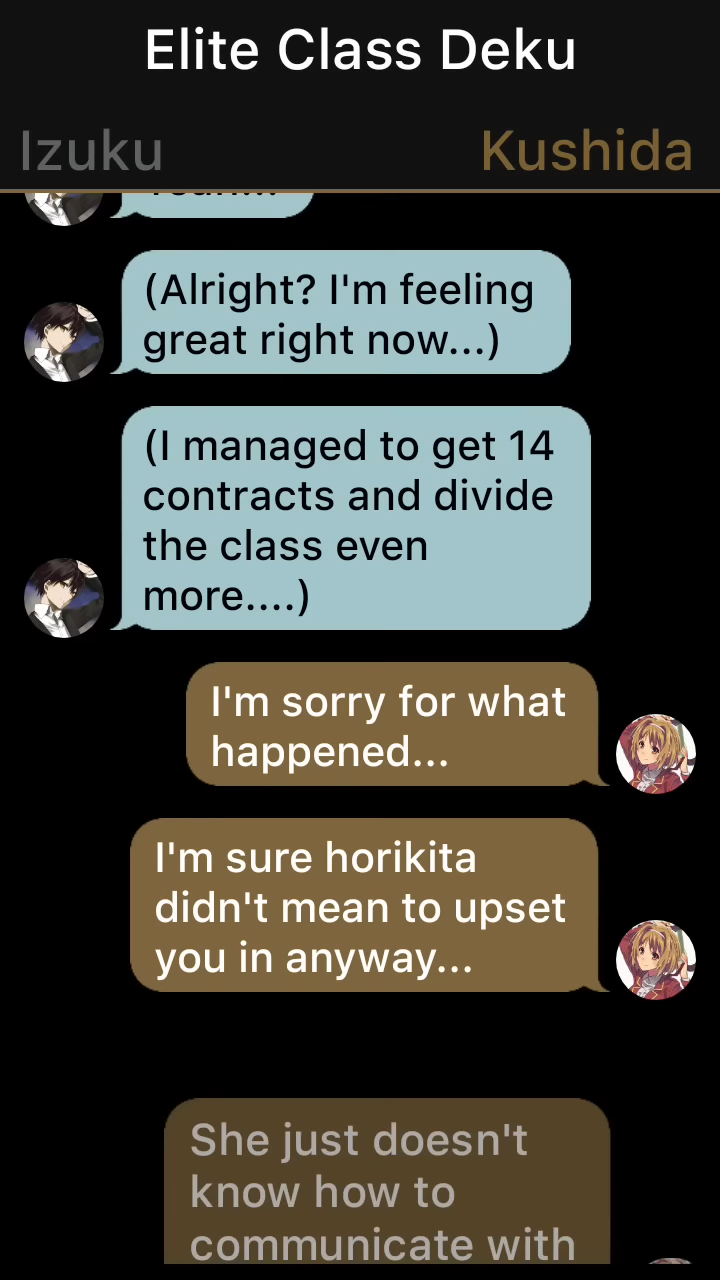 Elite Class Deku
Izuku
Kushida
(Alright? I'm feeling
great right now...)
(I managed to get 14
contracts and divide
the class even
more....)
I'm sorry for what
happened...
I'm sure horikita
didn't mean to upset
you in anyway...
She just doesn't
know how to
communicate with